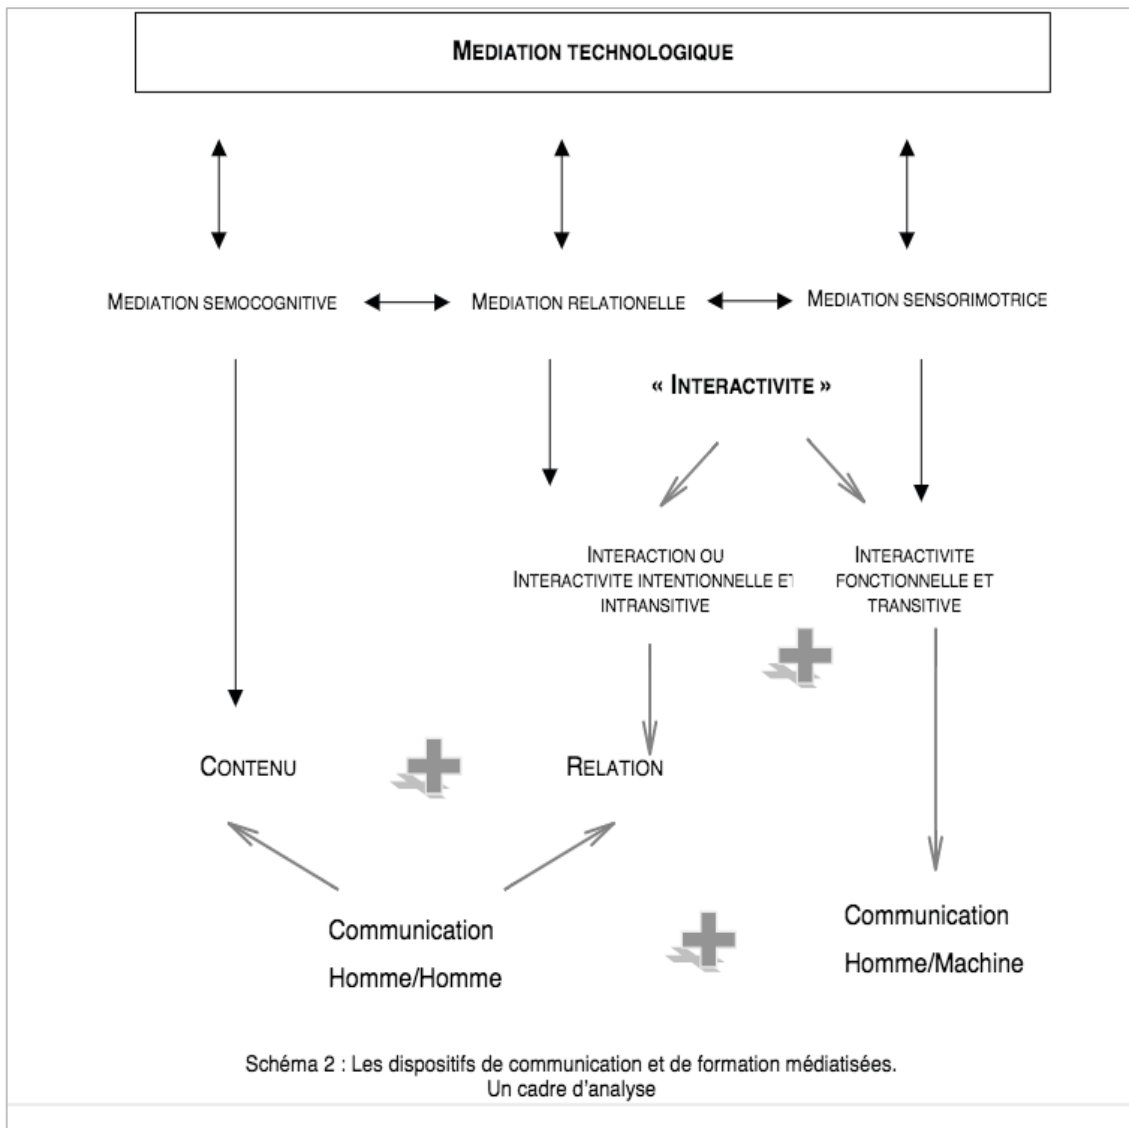 MEDIATION TECHNOLOGIQUE
MEDIATION SEMOCOGNITIVE
MEDIATION RELATIONELLE
MEDIATION SENSORIMOTRICE
« INTERACTIVITE »
INTERACTION OU
INTERACTIVITE INTENTIONNELLE ET
INTRANSITIVE
INTERACTIVITE
FONCTIONNELLE ET
TRANSITIVE
CONTENU
RELATION
Communication
Homme/Homme
Communication
Homme/Machine
Schéma 2 : Les dispositifs de communication et de formation médiatisées.
Un cadre d'analyse